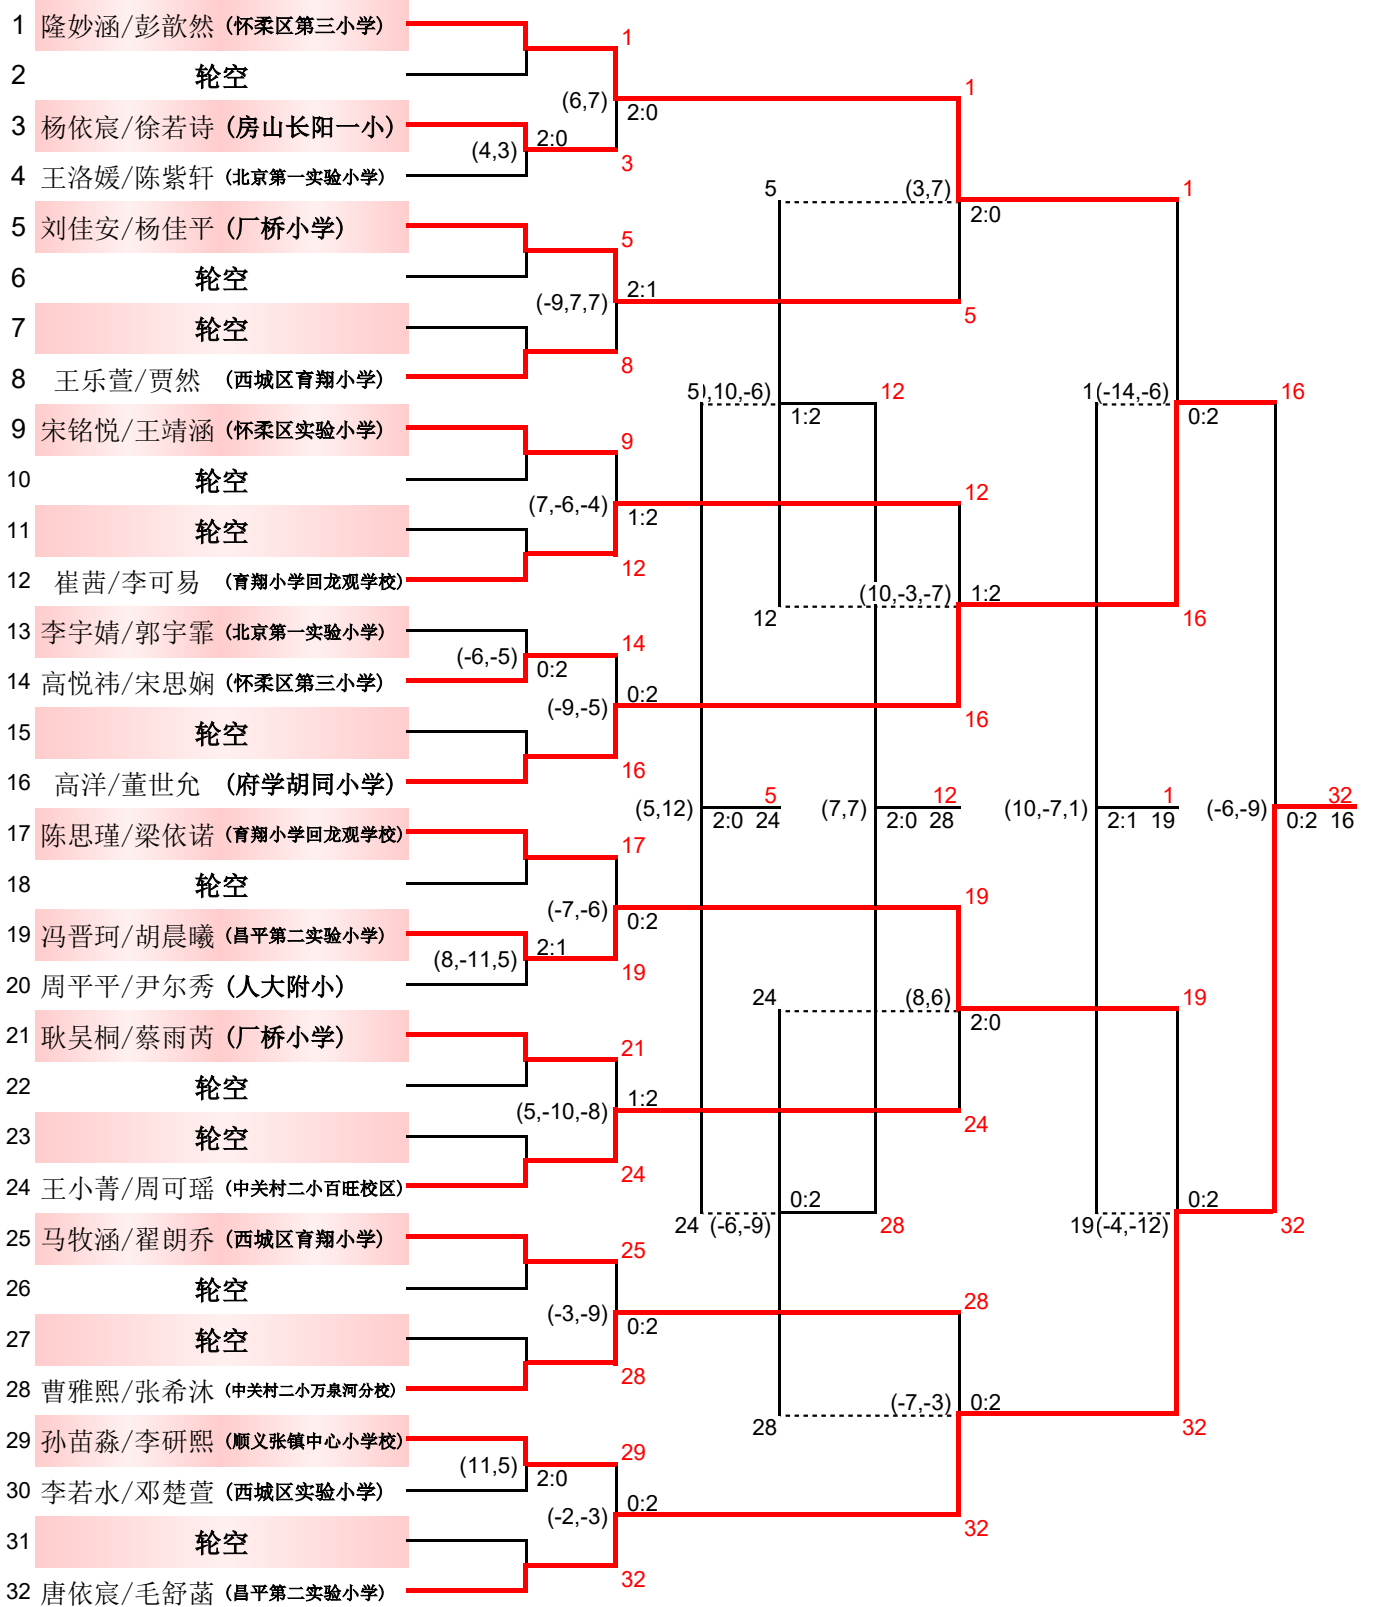 1 隆妙涵/彭歆然 (怀柔区第三小学)
1
2 轮空
1
(6,7)
2:0
3 杨依宸/徐若诗 (房山长阳一小)
2:0
(4,3)
3
4 王洛媛/陈紫轩 (北京第一实验小学)
5
(3,7)
1
2:0
5 刘佳安/杨佳平 (厂桥小学)
5
6 轮空
2:1
(-9,7,7)
5
7 轮空
8
8 王乐萱/贾然 (西城区育翔小学)
5),10,-6)
12
1(-14,-6)
16
1:2
0:2
9 宋铭悦/王靖涵 (怀柔区实验小学)
9
10 轮空
12
(7,-6,-4)
1:2
11 轮空
12
12 崔茜/李可易 (育翔小学回龙观学校)
(10,-3,-7)
1:2
12
16
13 李宇婧/郭宇霏 (北京第一实验小学)
14
(-6,-5)
0:2
14 高悦祎/宋思娴 (怀柔区第三小学)
0:2
(-9,-5)
16
15 轮空
16
16 高洋/董世允 (府学胡同小学)
5
12
1
32
(5,12)
(7,7)
(10,-7,1)
(-6,-9)
2:0 24
2:0 28
2:1 19
0:2 16
17 陈思瑾/梁依诺 (育翔小学回龙观学校)
17
18 轮空
19
(-7,-6)
0:2
19 冯晋珂/胡晨曦 (昌平第二实验小学)
2:1
(8,-11,5)
19
20 周平平/尹尔秀 (人大附小)
24
(8,6)
19
2:0
21 耿吴桐/蔡雨芮 (厂桥小学)
21
22 轮空
1:2
(5,-10,-8)
24
23 轮空
24
24 王小菁/周可瑶 (中关村二小百旺校区)
0:2
0:2
24 (-6,-9)
28
19(-4,-12)
32
25 马牧涵/翟朗乔 (西城区育翔小学)
25
26 轮空
28
(-3,-9)
0:2
27 轮空
28
28 曹雅熙/张希沐 (中关村二小万泉河分校)
(-7,-3)
0:2
28
32
29 孙苗淼/李研熙 (顺义张镇中心小学校)
29
(11,5)
2:0
30 李若水/邓楚萱 (西城区实验小学)
0:2
(-2,-3)
32
31 轮空
32
32 唐依宸/毛舒菡 (昌平第二实验小学)